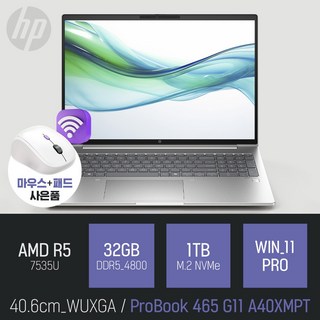 hp
마우스+패드
사은품
AMD R5
7535U
32GB
DDR5_4800
1TB
M.2 NVMe
WIN_11
PRO
40.6cm_WUXGA / ProBook 465 G11 A40XMPT